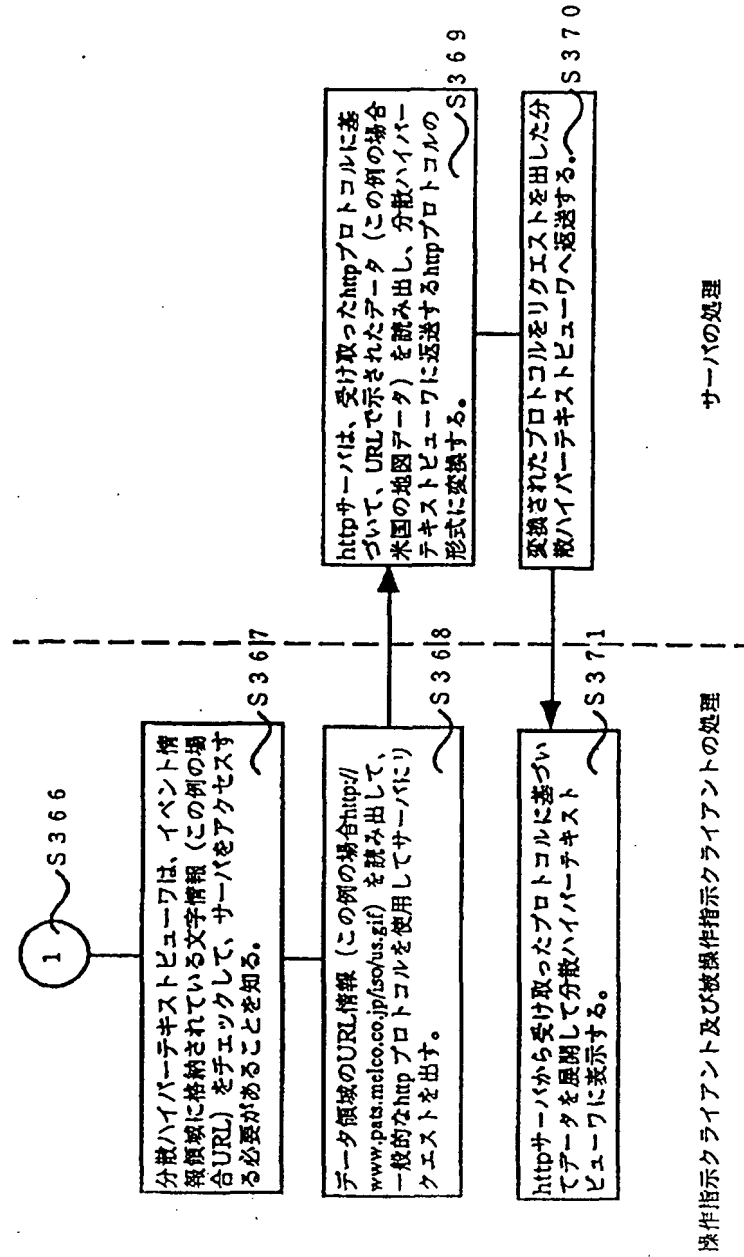 1
S366
分散ハイパーテキストビューワは、イベント情
報領域に格納されている文字情報（この例の場
合URL）をチェックして、サーバをアクセスす
る必要があることを知る。
S367
データ領域のURL情報（この例の場合http://
www.pats.melco.co.jp/iso/us.gif）を読み出して、
一般的なhttpプロトコルを使用してサーバにリ
クエストを出す。
S368
httpサーバは、受け取ったhttpプロトコルに基
づいて、URLで示されたデータ（この例の場合
米国の地図データ）を読み出し、分散ハイパー
テキストビューワに返送するhttpプロトコルの
形式に変換する。
S369
変換されたプロトコルをリクエストを出した分
散ハイパーテキストビューワへ返送する。
S370
httpサーバから受け取ったプロトコルに基づい
てデータを展開して分散ハイパーテキスト
ビューワに表示する。
S371
操作指示クライアント及び被操作指示クライアントの処理
サーバの処理